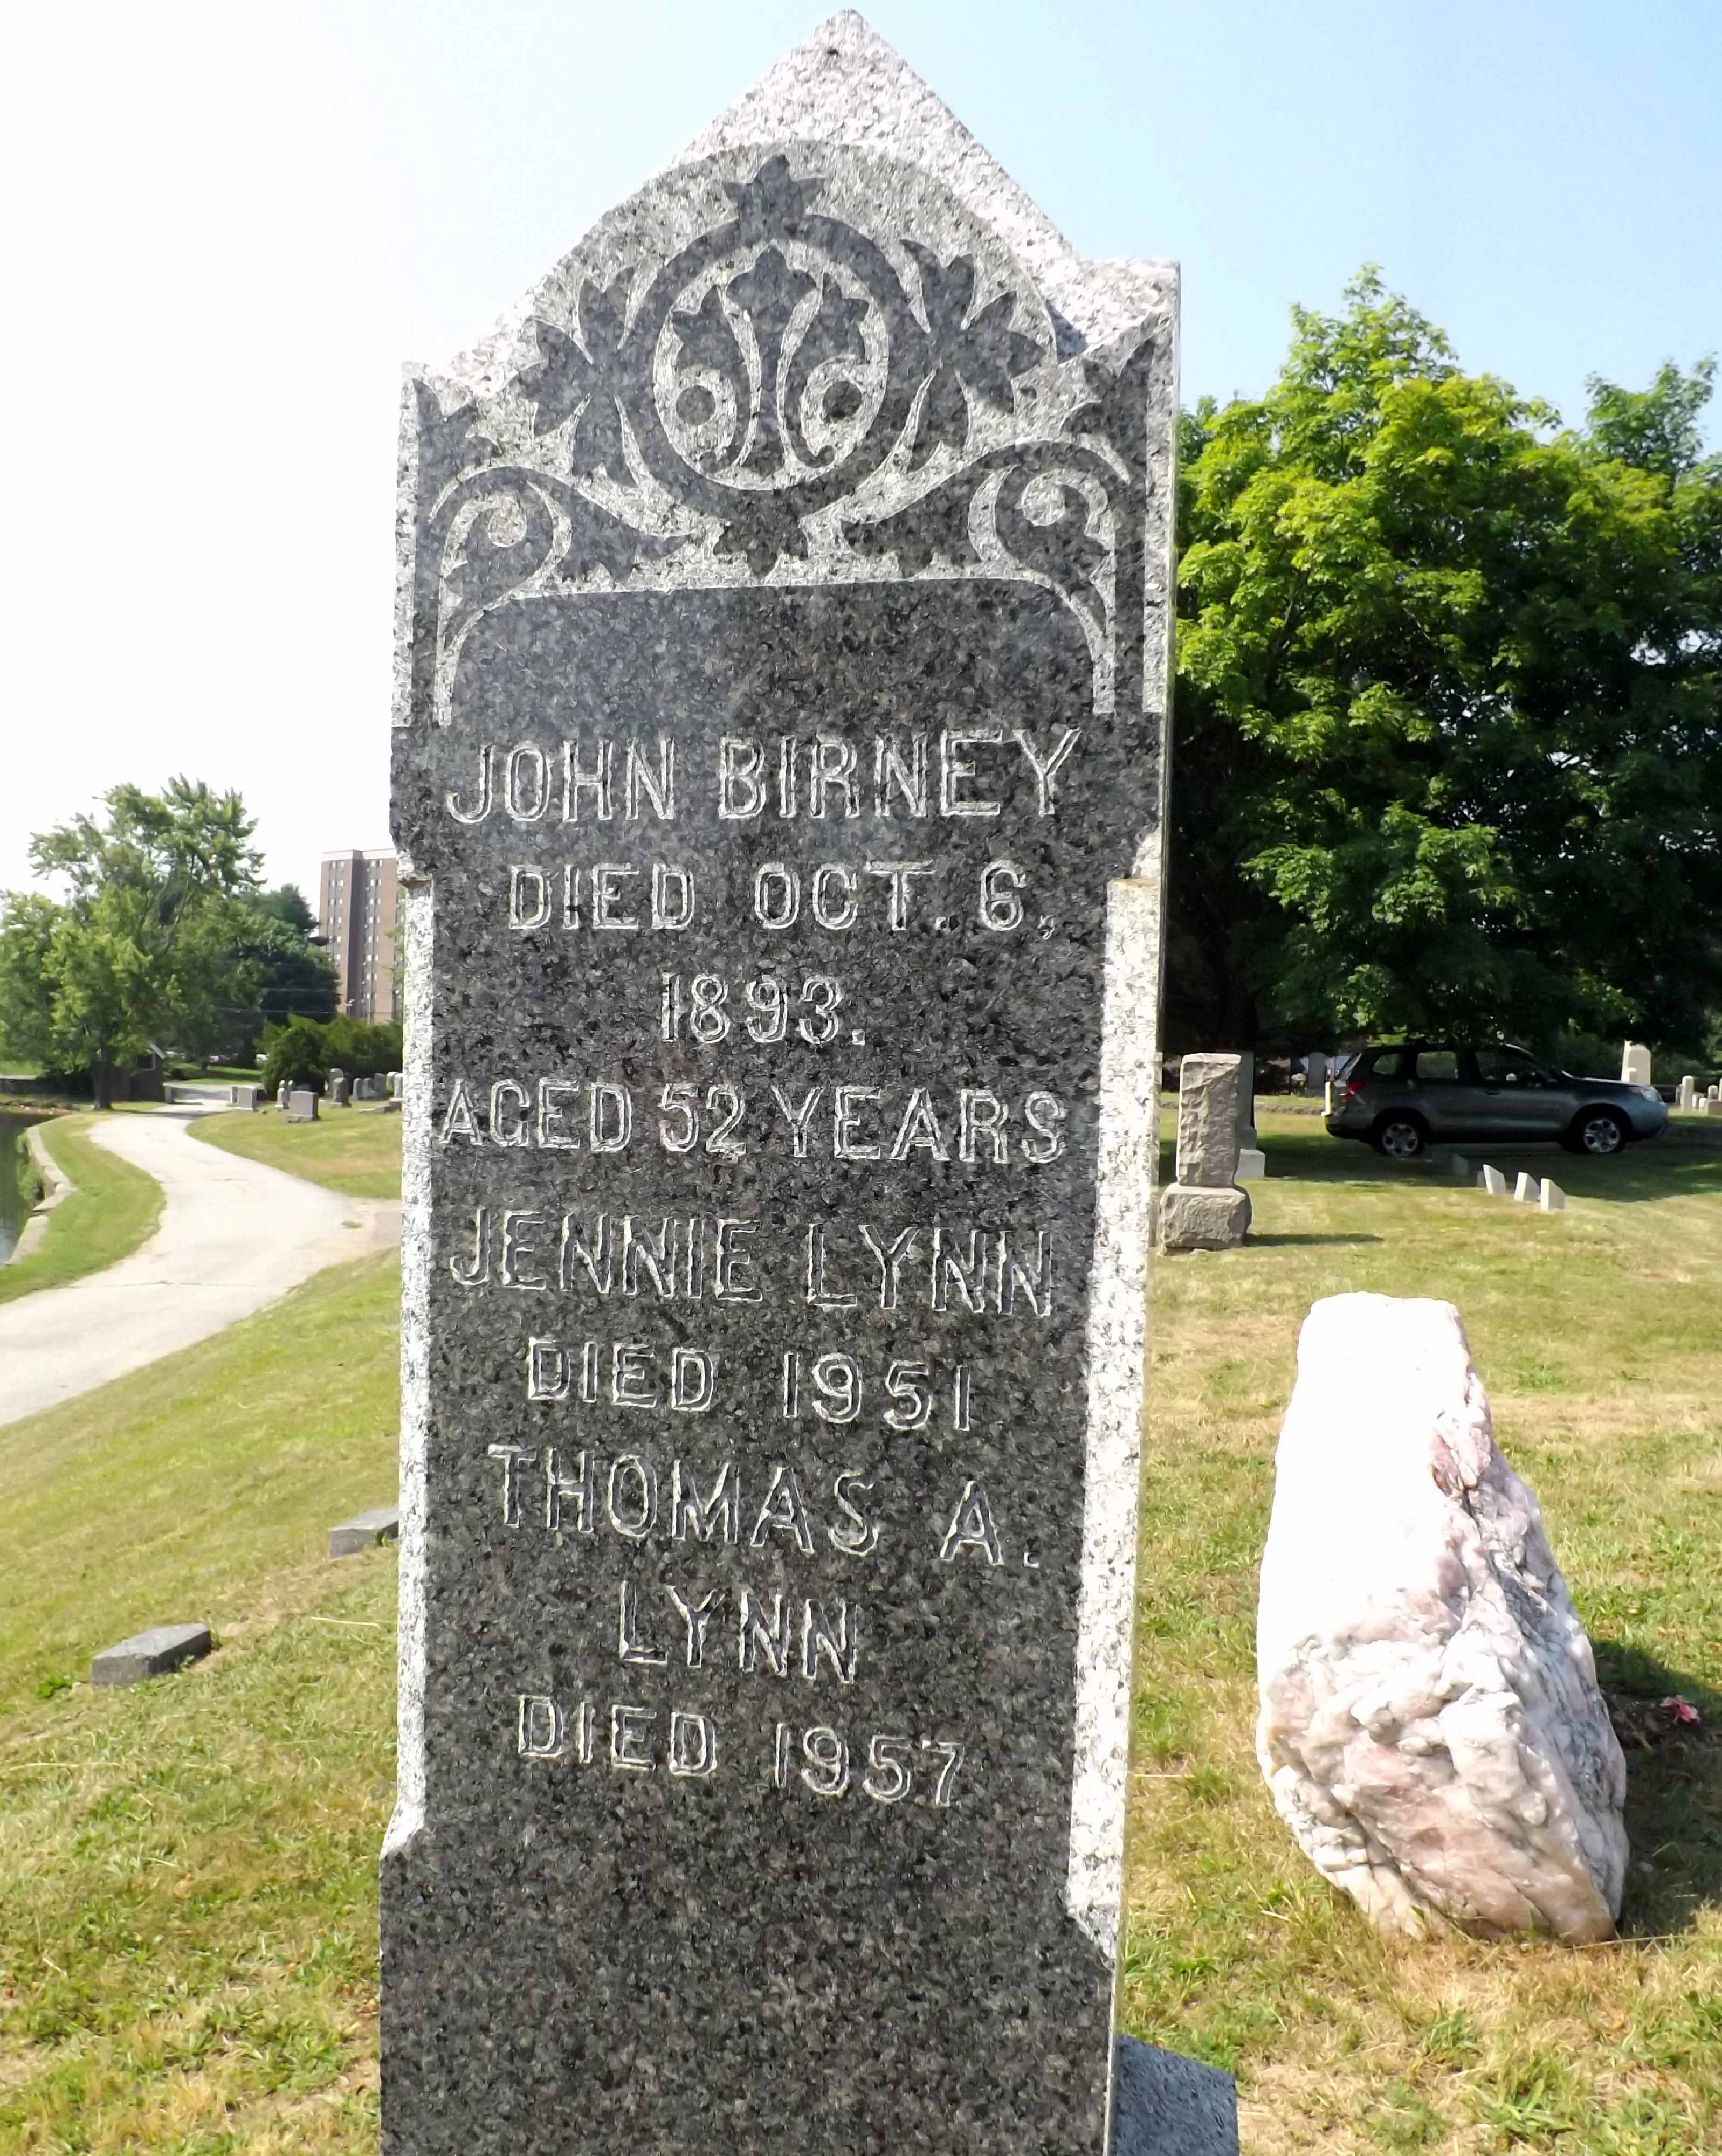 JOHN BIRNEY
DIED OCT. 6,
1893.
AGED 52 YEARS
JENNIE LYNN
DIED 1951
THOMAS A.
LYNN
DIED 1957